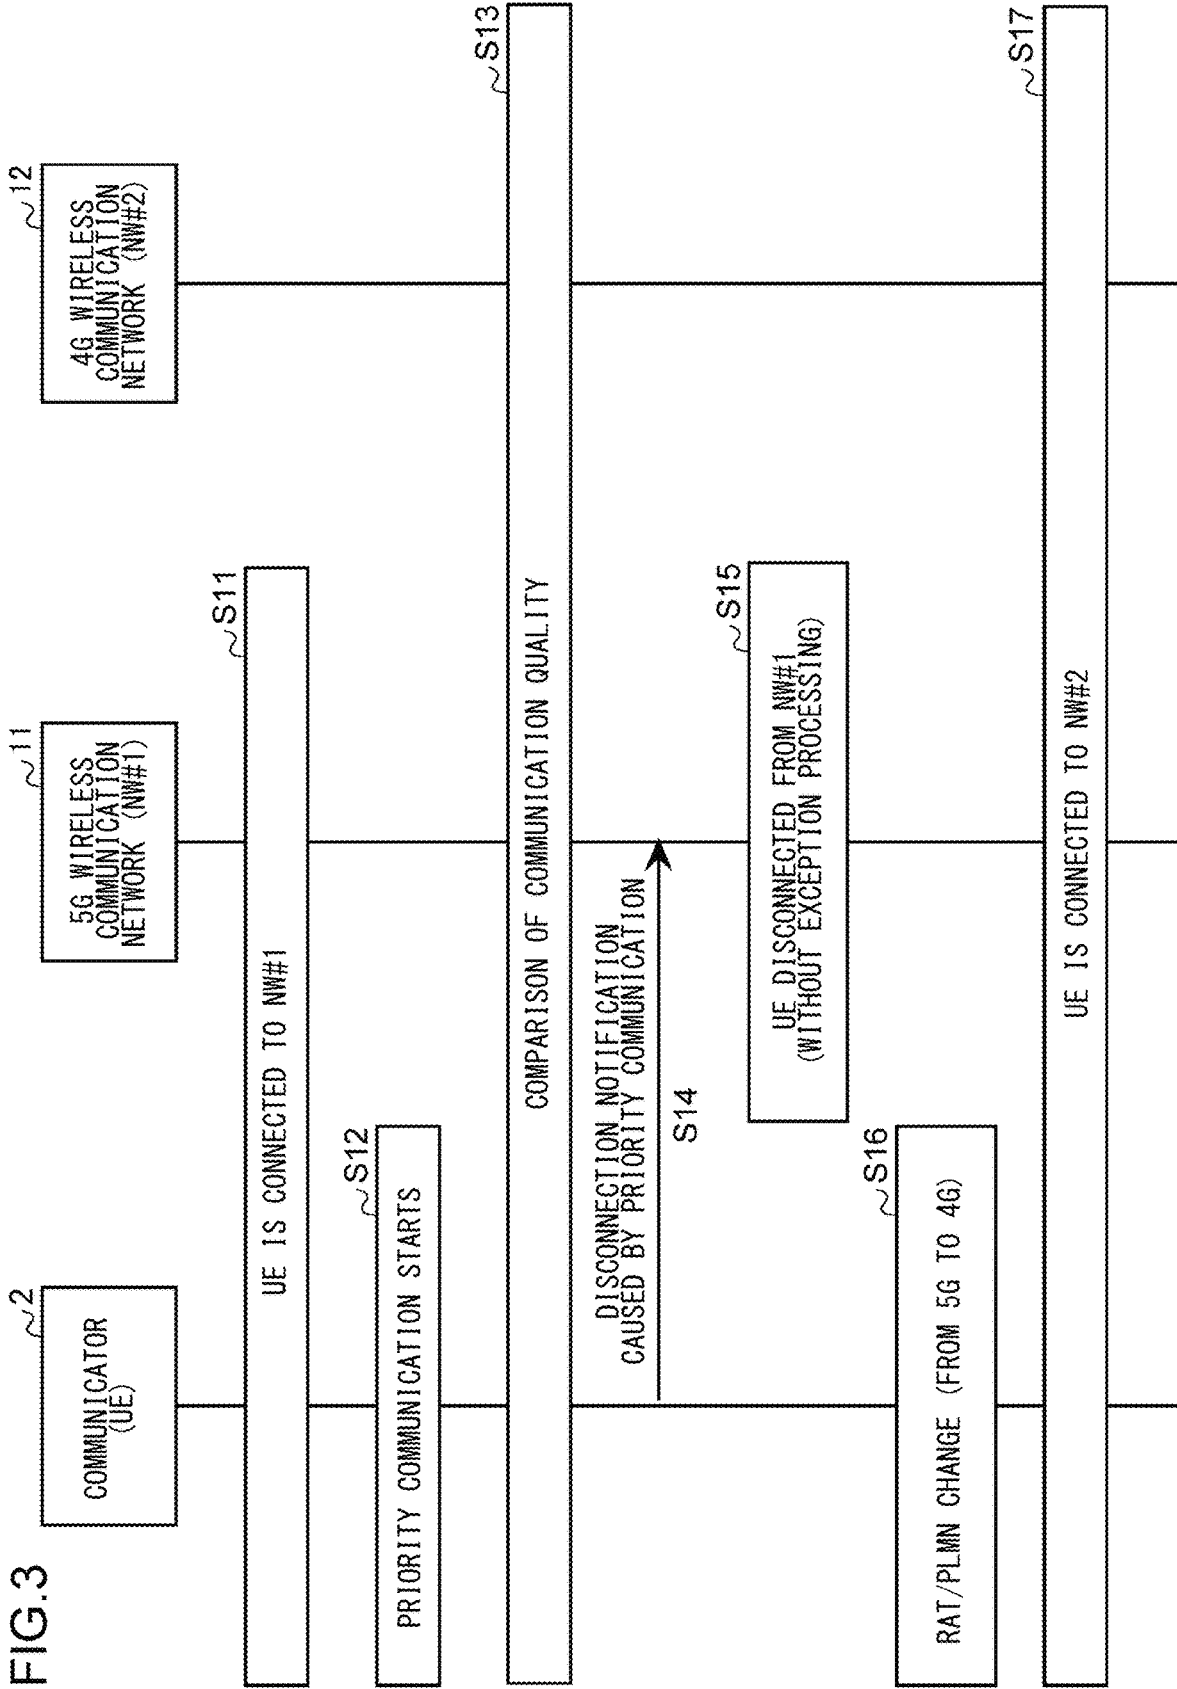 FIG.3
2
COMMUNICATOR
(UE)
11
5G WIRELESS
COMMUNICATION
NETWORK (NW#1)
12
4G WIRELESS
COMMUNICATION
NETWORK (NW#2)
S11
UE IS CONNECTED TO NW#1
S12
PRIORITY COMMUNICATION STARTS
S13
COMPARISON OF COMMUNICATION QUALITY
DISCONNECTION NOTIFICATION
CAUSED BY PRIORITY COMMUNICATION
S14
S15
UE DISCONNECTED FROM NW#1
(WITHOUT EXCEPTION PROCESSING)
S16
RAT/PLMN CHANGE (FROM 5G TO 4G)
S17
UE IS CONNECTED TO NW#2